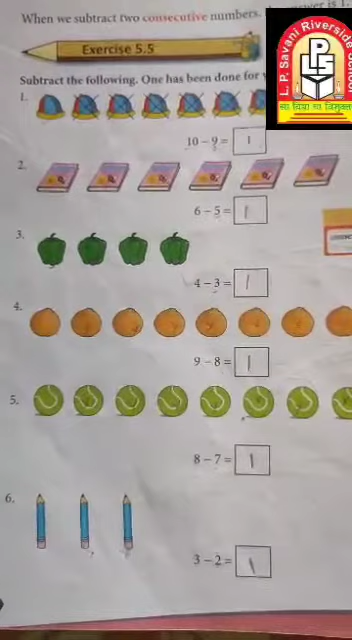 When we subtract two consecutive numbers. answer is 1.
Exercise 5.5
Subtract the following. One has been done for
1.
10 - 9 = 1
2.
6 - 5 = 1
3.
4 - 3 = 1
4.
9 - 8 = 1
5.
8 - 7 = 1
6.
3 - 2 = 1
L. P. Savani Riverside School
LPS